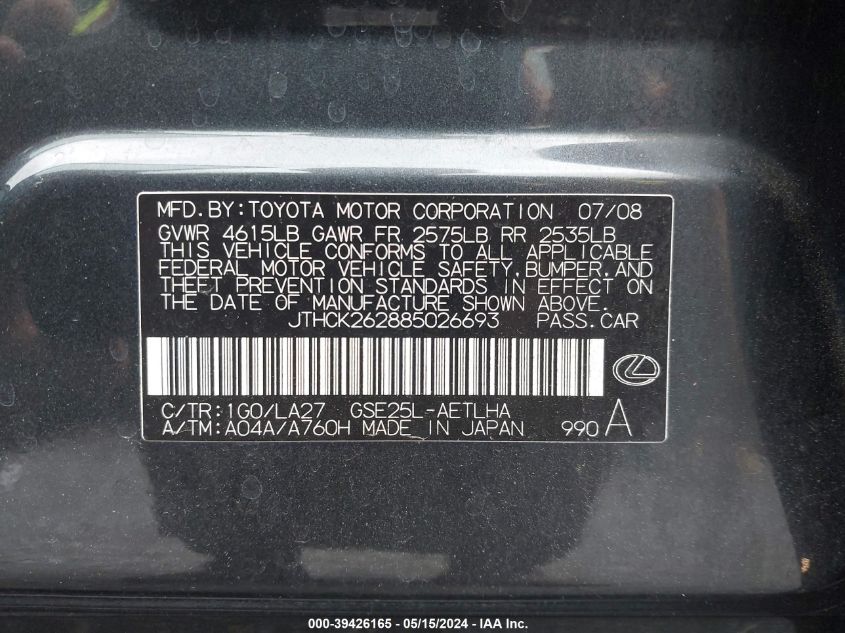 MFD.BY:TOYOTA MOTOR CORPORATION 07/08
GVWR 4615LB GAWR FR 2575LB RR 2535LB
THIS VEHICLE CONFORMS TO ALL APPLICABLE
FEDERAL MOTOR VEHICLE SAFETY,BUMPER,AND
THEFT PREVENTION STANDARDS IN EFFECT ON
THE DATE OF MANUFACTURE SHOWN ABOVE.
JTHCK262885026693 PASS.CAR
C/TR:1G0/LA27 GSE25L-AETLHA
A/TM:A04A/A760H MADE IN JAPAN 990 A
000-39426165 - 05/15/2024 - IAA Inc.